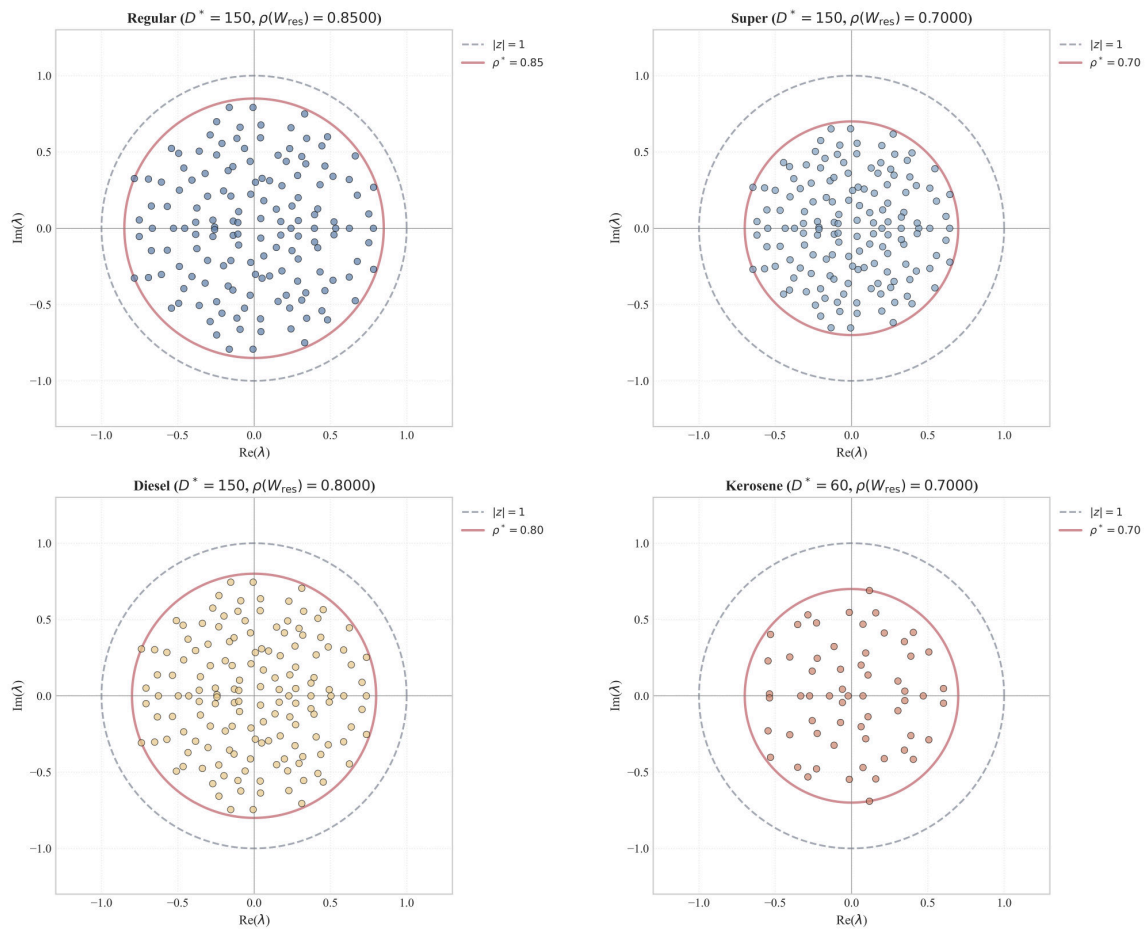 Regular (D* = 150, ρ(W_res) = 0.8500)
|z| = 1
ρ* = 0.85
1.0
0.5
0.0
−0.5
−1.0
Im(λ)
−1.0 −0.5 0.0 0.5 1.0
Re(λ)
Super (D* = 150, ρ(W_res) = 0.7000)
|z| = 1
ρ* = 0.70
1.0
0.5
0.0
−0.5
−1.0
Im(λ)
−1.0 −0.5 0.0 0.5 1.0
Re(λ)
Diesel (D* = 150, ρ(W_res) = 0.8000)
|z| = 1
ρ* = 0.80
1.0
0.5
0.0
−0.5
−1.0
Im(λ)
−1.0 −0.5 0.0 0.5 1.0
Re(λ)
Kerosene (D* = 60, ρ(W_res) = 0.7000)
|z| = 1
ρ* = 0.70
1.0
0.5
0.0
−0.5
−1.0
Im(λ)
−1.0 −0.5 0.0 0.5 1.0
Re(λ)